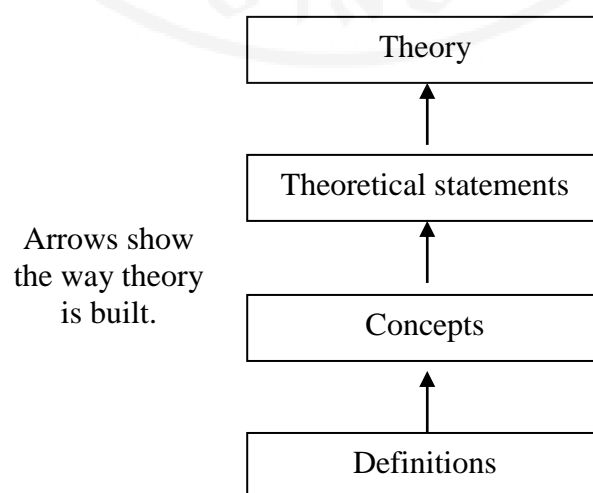 Theory
Theoretical statements
Arrows show
the way theory
is built.
Concepts
Definitions